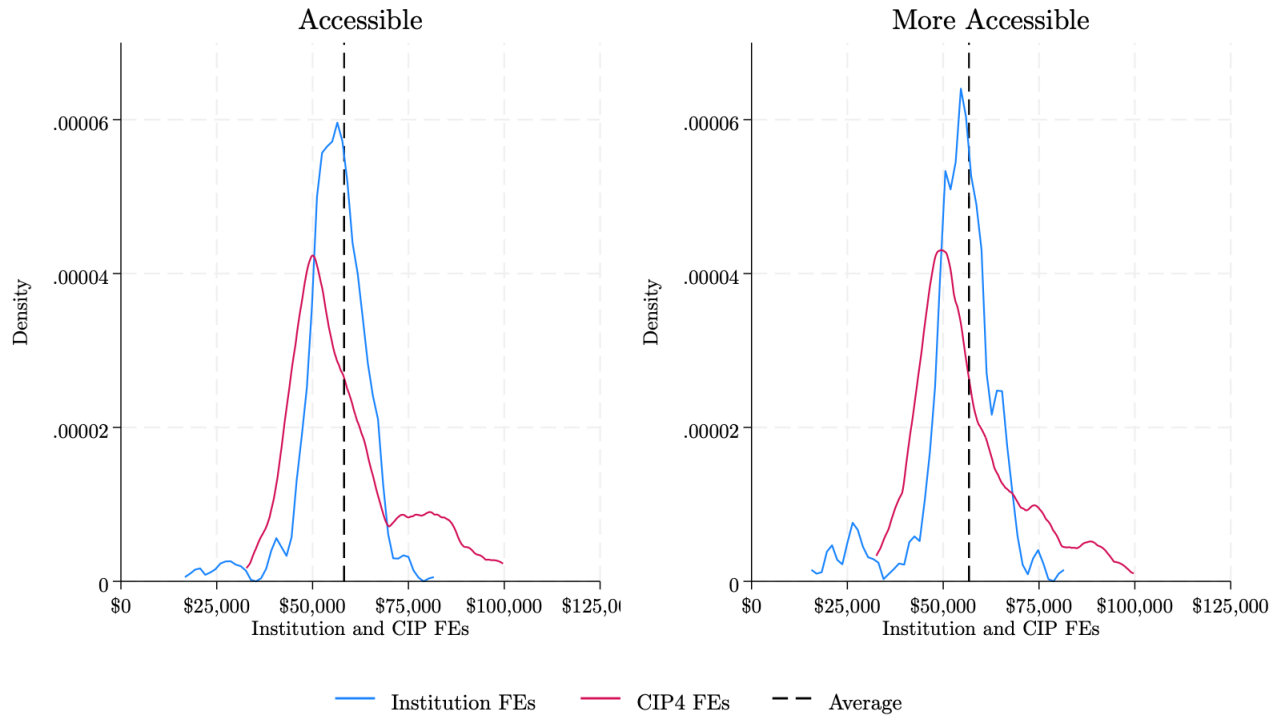 Accessible
Density
.00006
.00004
.00002
0
$0 $25,000 $50,000 $75,000 $100,000 $125,0
Institution and CIP FEs
More Accessible
Density
.00006
.00004
.00002
0
$0 $25,000 $50,000 $75,000 $100,000 $125,000
Institution and CIP FEs
Institution FEs CIP4 FEs Average